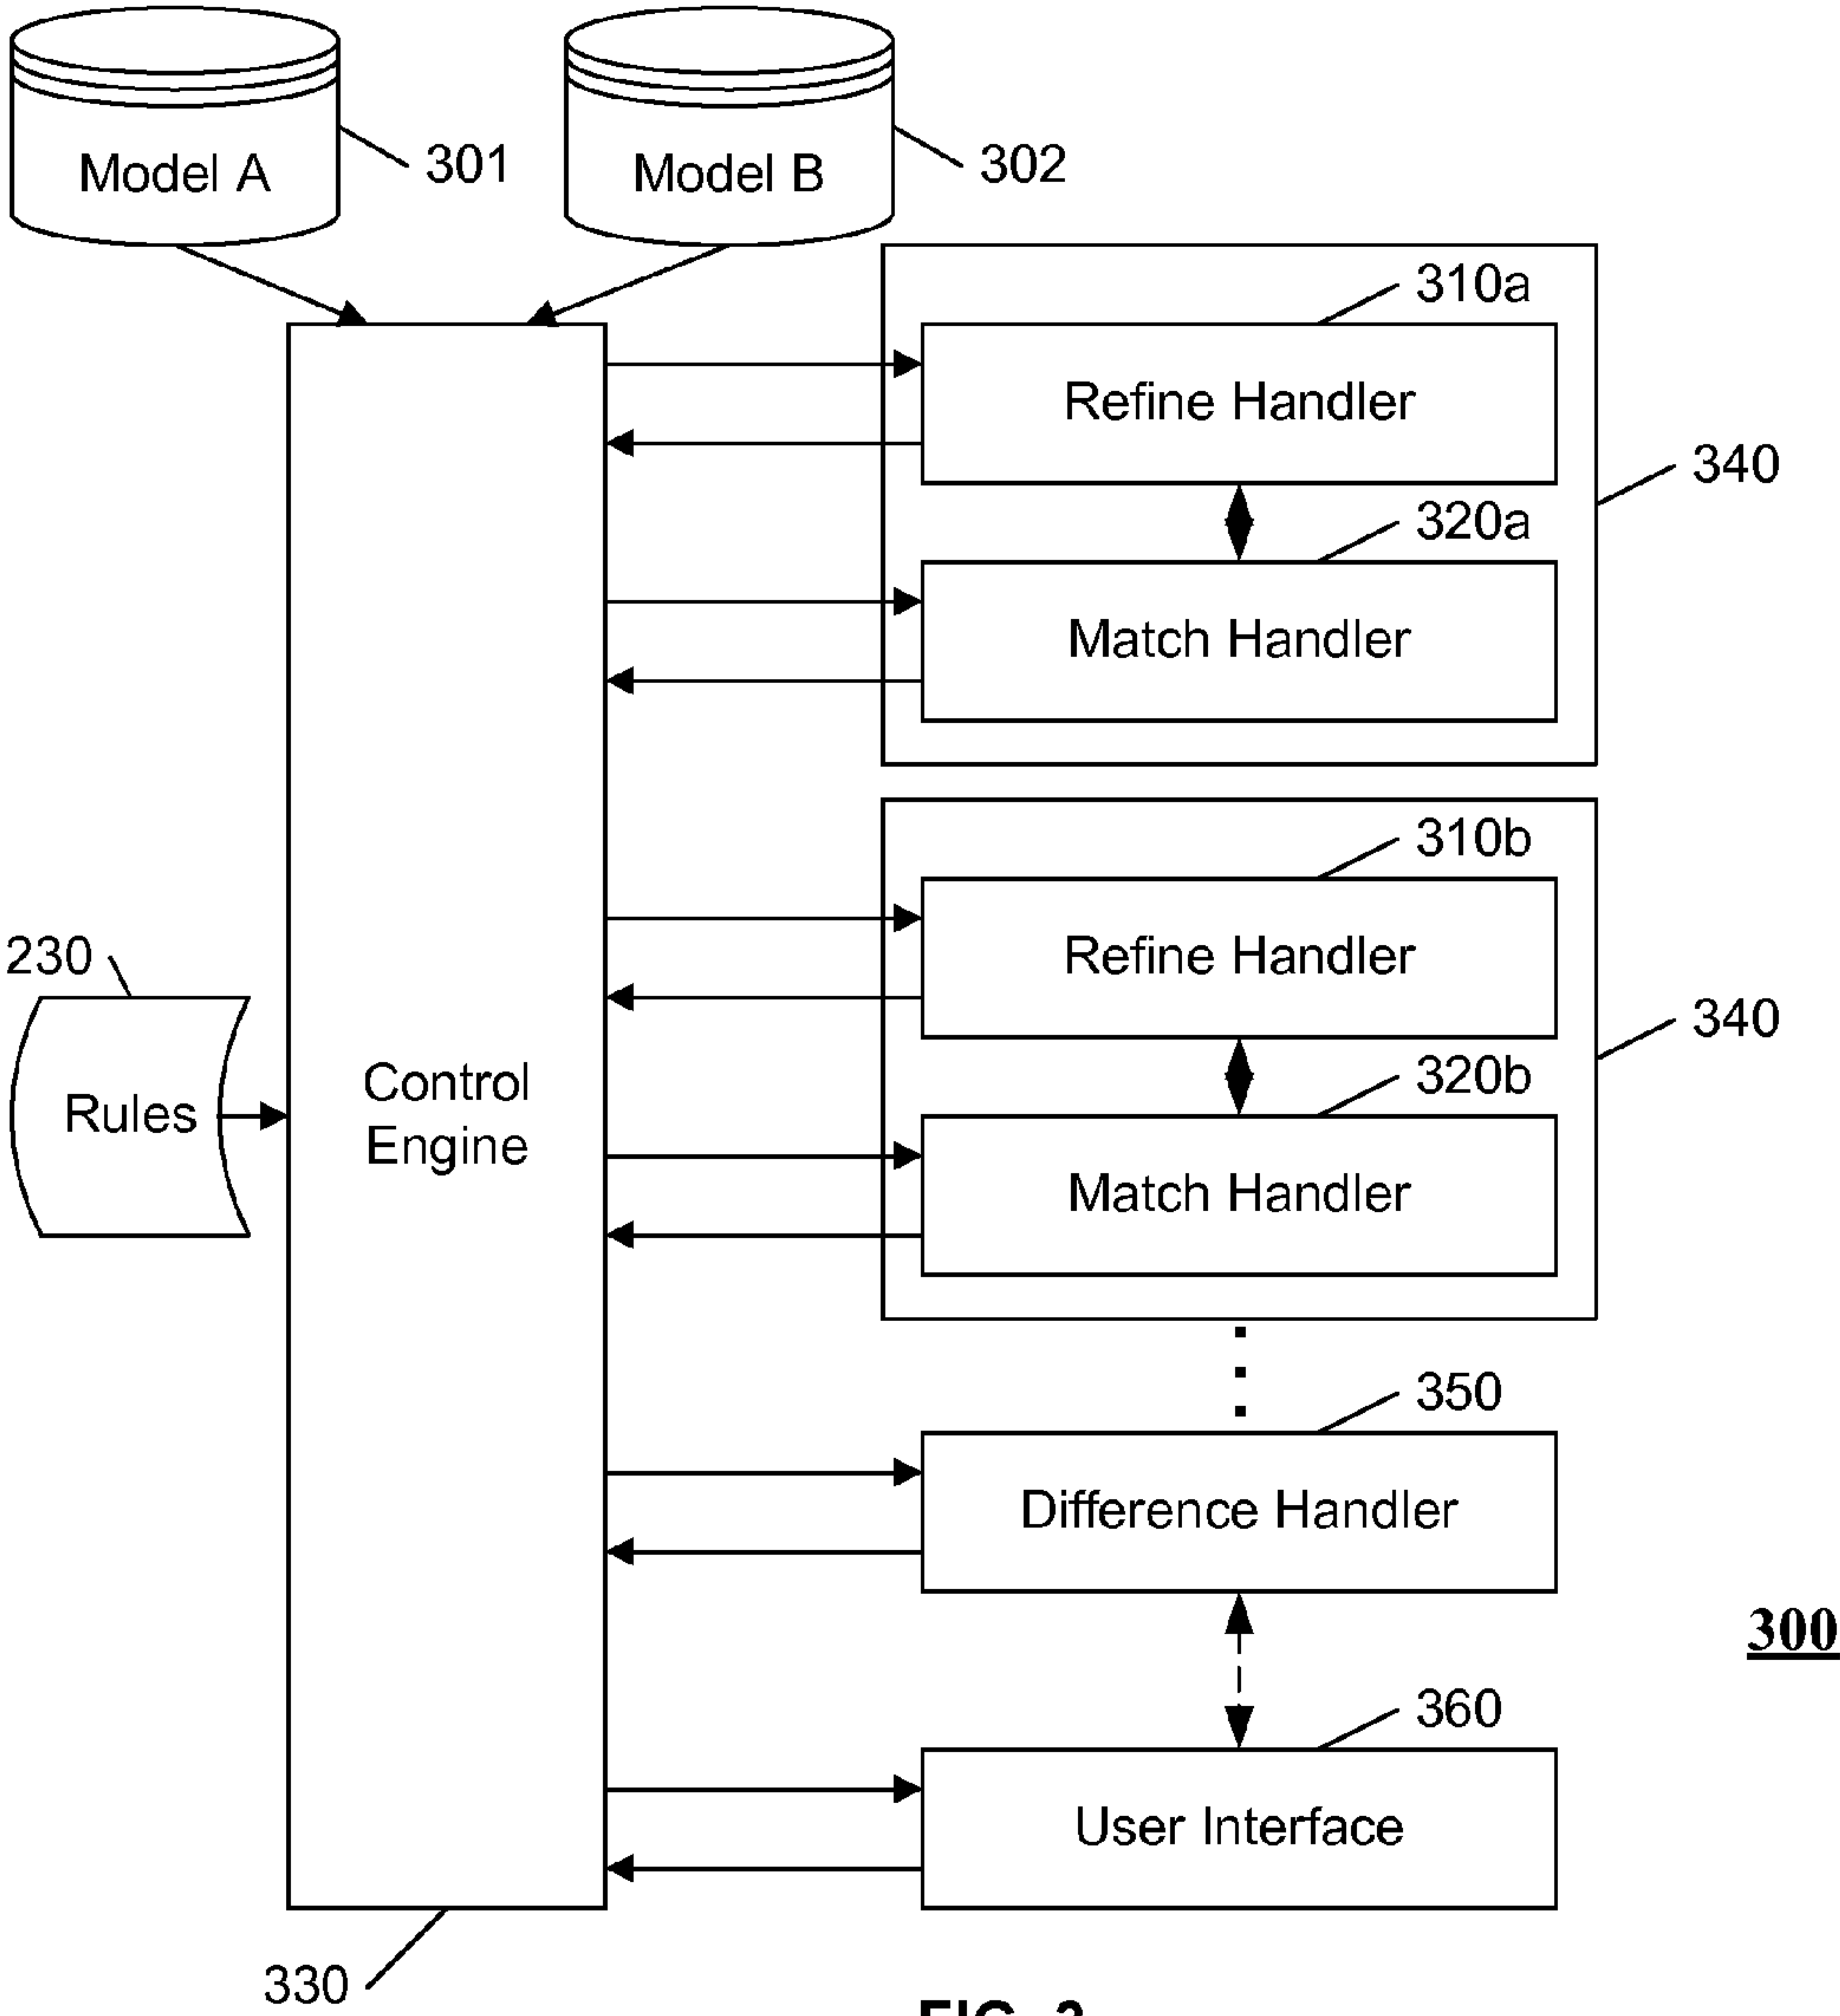 Model A
301
Model B
302
310a
Refine Handler
340
320a
Match Handler
310b
Refine Handler
230
340
320b
Rules
Control
Engine
Match Handler
350
Difference Handler
300
360
User Interface
330